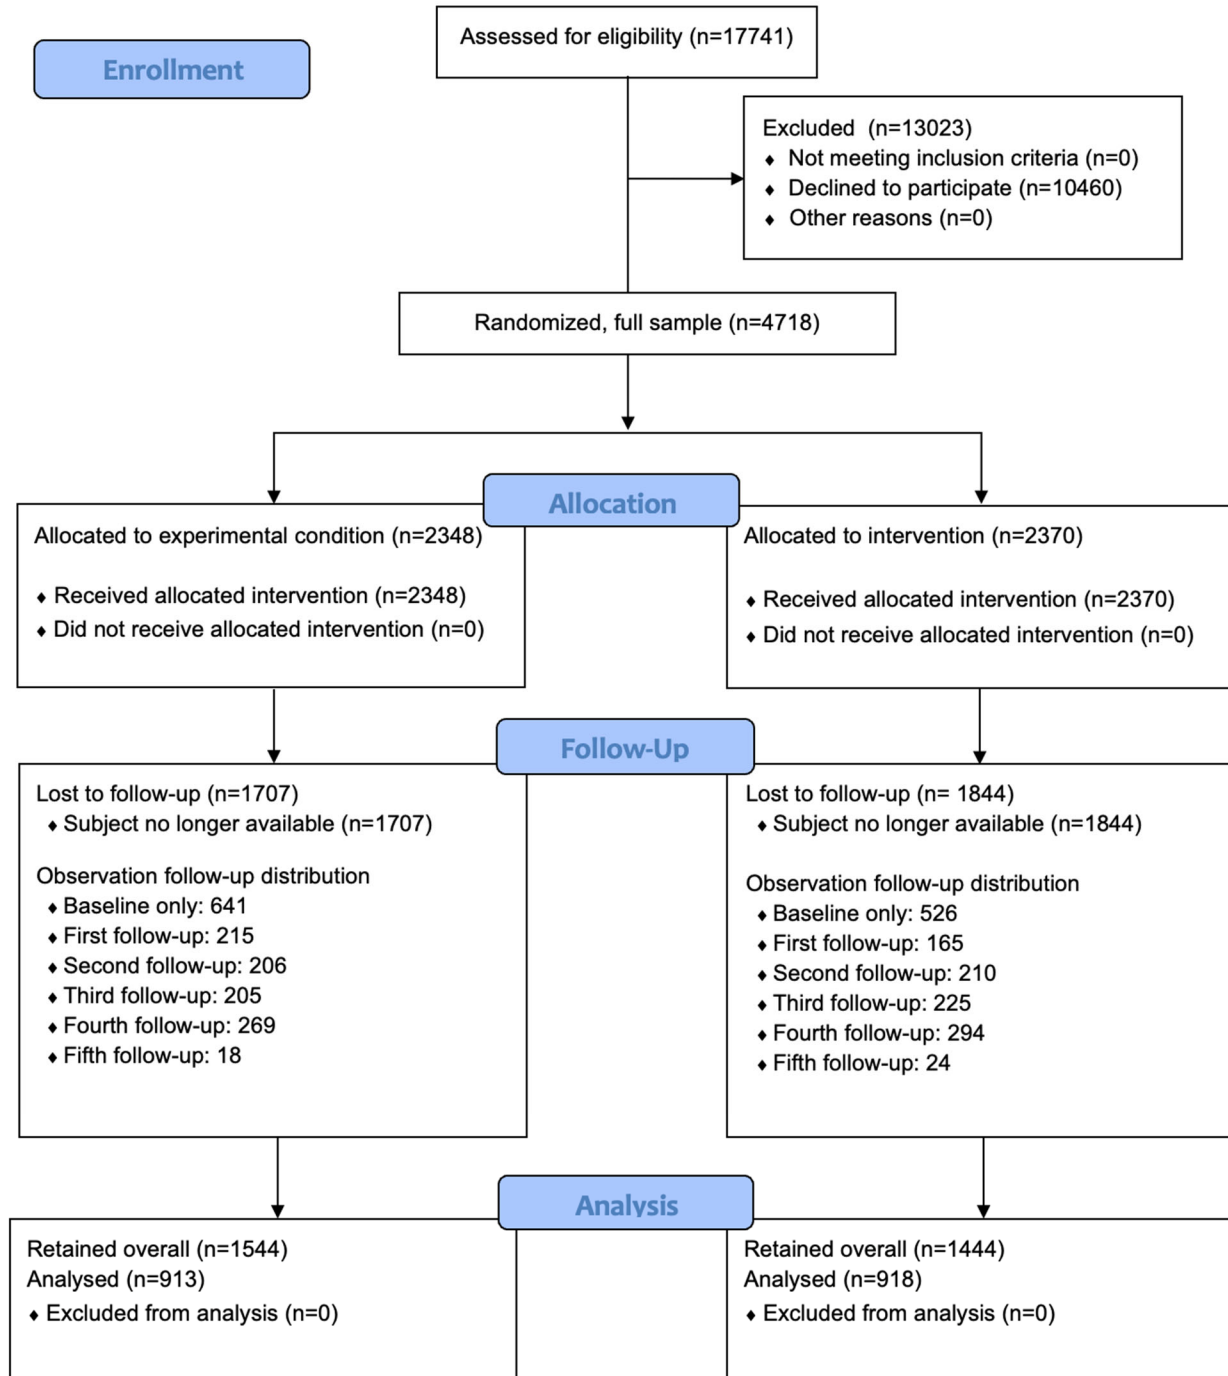 Assessed for eligibility (n=17741)
Enrollment
Excluded  (n=13023)
♦ Not meeting inclusion criteria (n=0)
♦ Declined to participate (n=10460)
♦ Other reasons (n=0)
Randomized, full sample (n=4718)
Allocation
Allocated to experimental condition (n=2348)
♦ Received allocated intervention (n=2348)
♦ Did not receive allocated intervention (n=0)
Allocated to intervention (n=2370)
♦ Received allocated intervention (n=2370)
♦ Did not receive allocated intervention (n=0)
Follow-Up
Lost to follow-up (n=1707)
♦ Subject no longer available (n=1707)
Observation follow-up distribution
♦ Baseline only: 641
♦ First follow-up: 215
♦ Second follow-up: 206
♦ Third follow-up: 205
♦ Fourth follow-up: 269
♦ Fifth follow-up: 18
Lost to follow-up (n= 1844)
♦ Subject no longer available (n=1844)
Observation follow-up distribution
♦ Baseline only: 526
♦ First follow-up: 165
♦ Second follow-up: 210
♦ Third follow-up: 225
♦ Fourth follow-up: 294
♦ Fifth follow-up: 24
Analysis
Retained overall (n=1544)
Analysed (n=913)
♦ Excluded from analysis (n=0)
Retained overall (n=1444)
Analysed (n=918)
♦ Excluded from analysis (n=0)